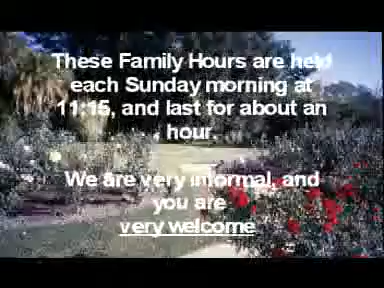 These Family Hours are held
each Sunday morning at
11:15, and last for about an
hour.
We are very informal, and
you are
very welcome